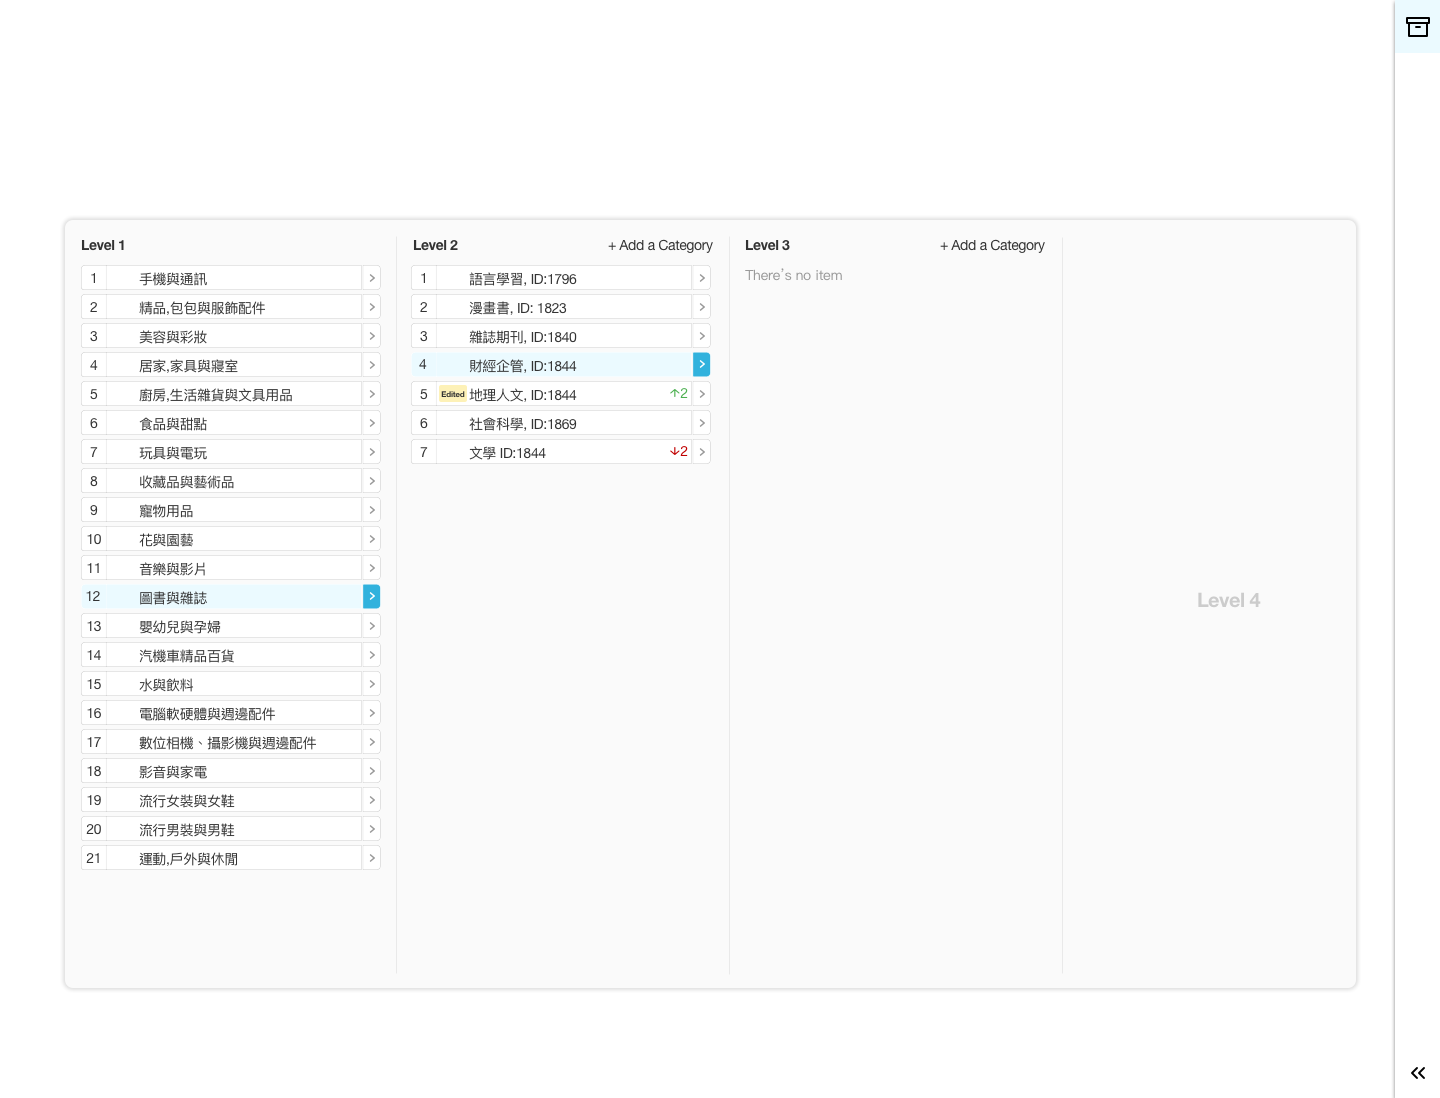 Level 1
1 手機與通訊
2 精品,包包與服飾配件
3 美容與彩妝
4 居家,家具與寢室
5 廚房,生活雜貨與文具用品
6 食品與甜點
7 玩具與電玩
8 收藏品與藝術品
9 寵物用品
10 花與園藝
11 音樂與影片
12 圖書與雜誌
13 嬰幼兒與孕婦
14 汽機車精品百貨
15 水與飲料
16 電腦軟硬體與週邊配件
17 數位相機、攝影機與週邊配件
18 影音與家電
19 流行女裝與女鞋
20 流行男裝與男鞋
21 運動,戶外與休閒
Level 2 + Add a Category
1 語言學習, ID:1796
2 漫畫書, ID: 1823
3 雜誌期刊, ID:1840
4 財經企管, ID:1844
5 Edited 地理人文, ID:1844 ↑2
6 社會科學, ID:1869
7 文學 ID:1844 ↓2
Level 3 + Add a Category
There's no item
Level 4